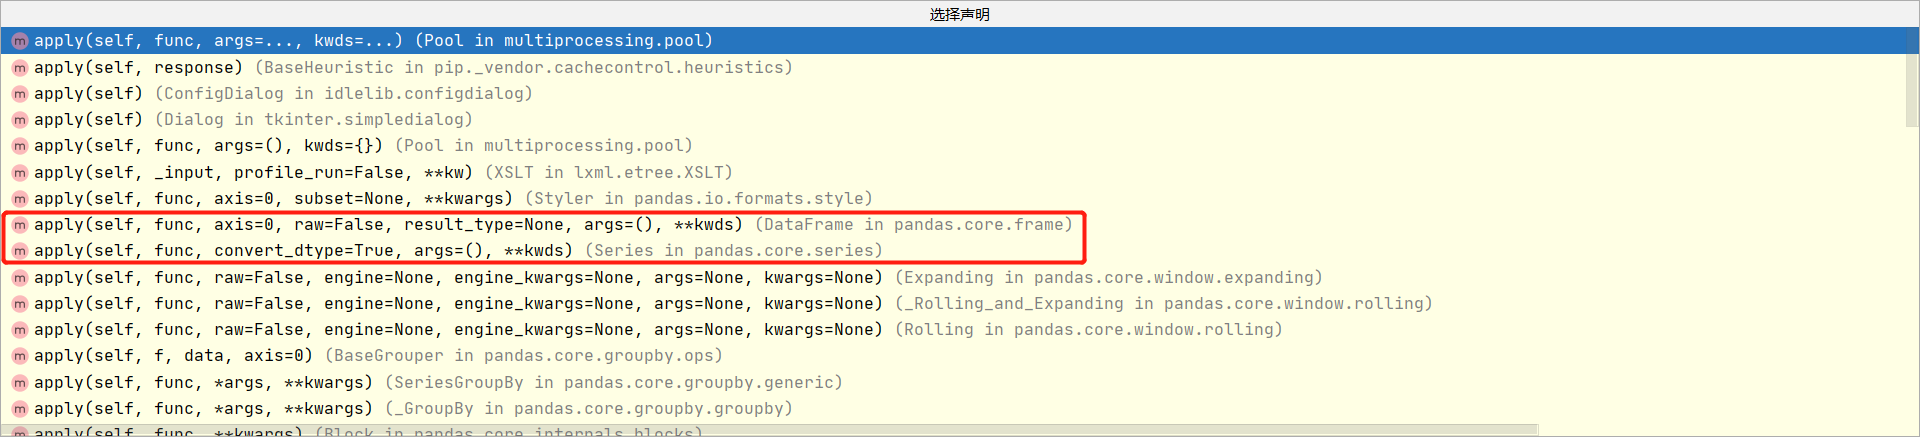 选择声明
m apply(self, func, args=..., kwds=...) (Pool in multiprocessing.pool)
m apply(self, response) (BaseHeuristic in pip._vendor.cachecontrol.heuristics)
m apply(self) (ConfigDialog in idlelib.configdialog)
m apply(self) (Dialog in tkinter.simpledialog)
m apply(self, func, args=(), kwds={}) (Pool in multiprocessing.pool)
m apply(self, _input, profile_run=False, **kw) (XSLT in lxml.etree.XSLT)
m apply(self, func, axis=0, subset=None, **kwargs) (Styler in pandas.io.formats.style)
m apply(self, func, axis=0, raw=False, result_type=None, args=(), **kwds) (DataFrame in pandas.core.frame)
m apply(self, func, convert_dtype=True, args=(), **kwds) (Series in pandas.core.series)
m apply(self, func, raw=False, engine=None, engine_kwargs=None, args=None, kwargs=None) (Expanding in pandas.core.window.expanding)
m apply(self, func, raw=False, engine=None, engine_kwargs=None, args=None, kwargs=None) (_Rolling_and_Expanding in pandas.core.window.rolling)
m apply(self, func, raw=False, engine=None, engine_kwargs=None, args=None, kwargs=None) (Rolling in pandas.core.window.rolling)
m apply(self, f, data, axis=0) (BaseGrouper in pandas.core.groupby.ops)
m apply(self, func, *args, **kwargs) (SeriesGroupBy in pandas.core.groupby.generic)
m apply(self, func, *args, **kwargs) (_GroupBy in pandas.core.groupby.groupby)
m apply(self, func, **kwargs) (Block in pandas.core.internals.blocks)